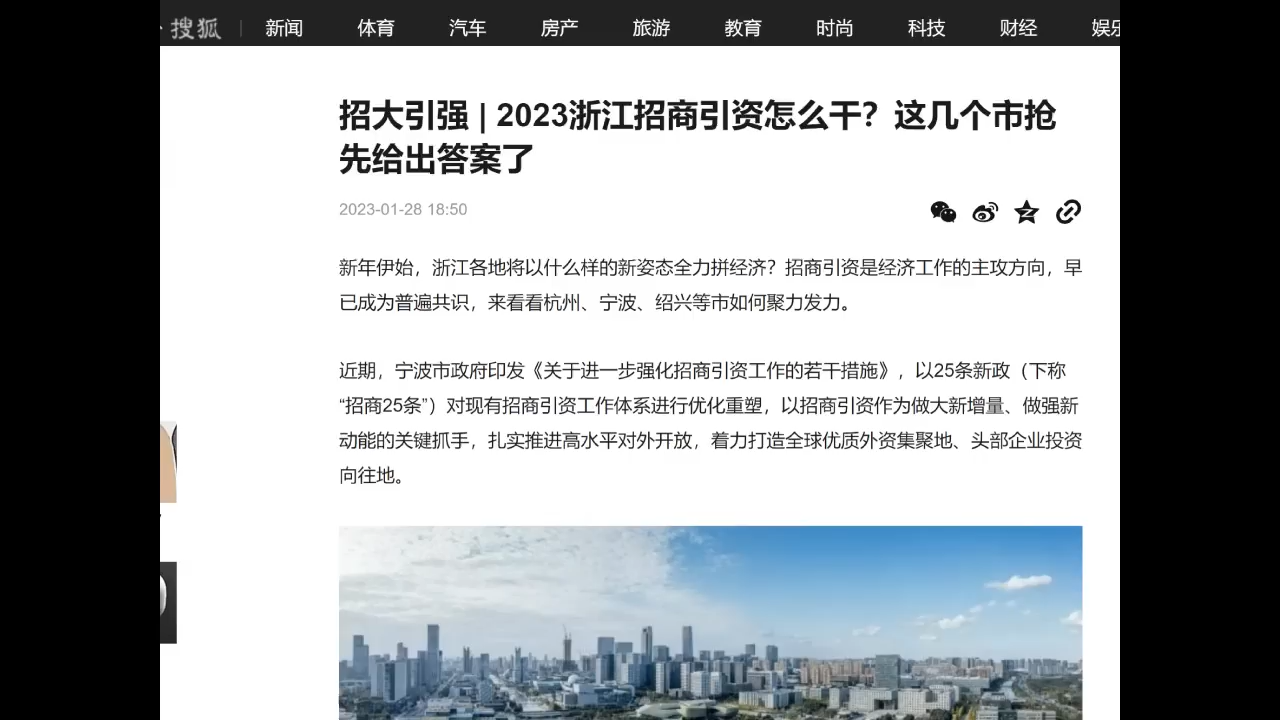 搜狐 | 新闻 体育 汽车 房产 旅游 教育 时尚 科技 财经 娱乐
招大引强 | 2023浙江招商引资怎么干？这几个市抢
先给出答案了
2023-01-28 18:50
新年伊始，浙江各地将以什么样的新姿态全力拼经济？招商引资是经济工作的主攻方向，早
已成为普遍共识，来看看杭州、宁波、绍兴等市如何聚力发力。
近期，宁波市政府印发《关于进一步强化招商引资工作的若干措施》，以25条新政（下称
“招商25条”）对现有招商引资工作体系进行优化重塑，以招商引资作为做大新增量、做强新
动能的关键抓手，扎实推进高水平对外开放，着力打造全球优质外资集聚地、头部企业投资
向往地。